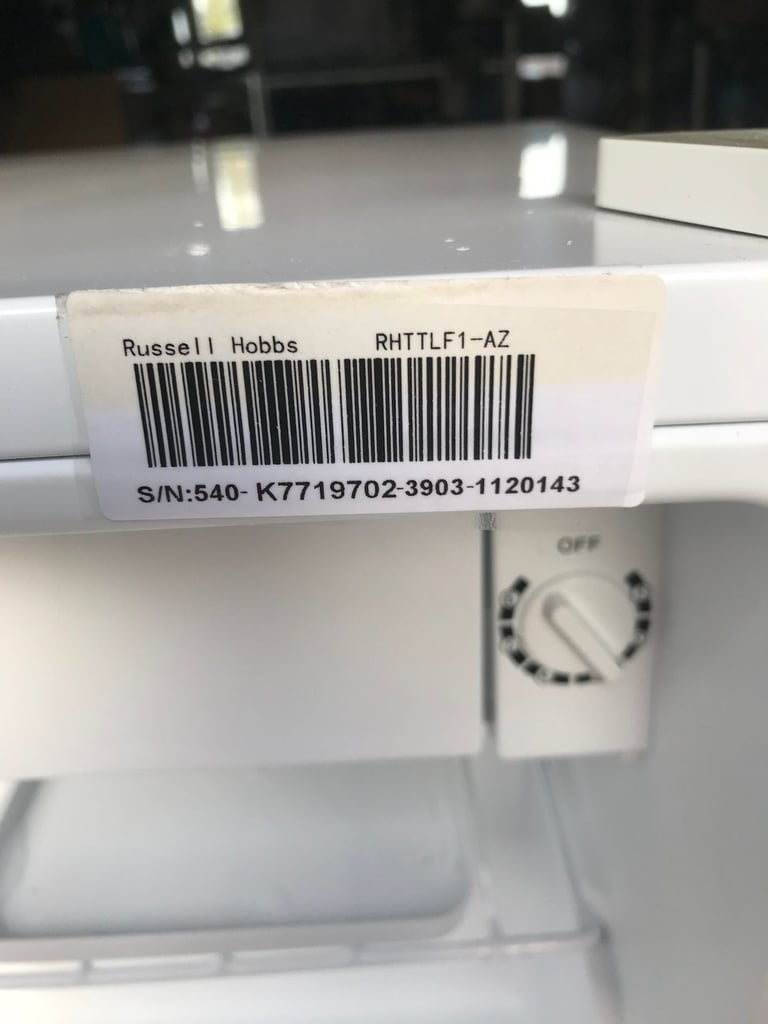 Russell Hobbs RHTTLF1-AZ
S/N:540- K7719702-3903-1120143
OFF